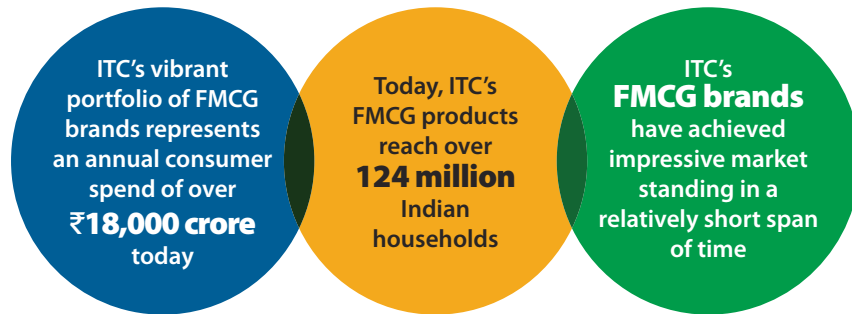 ITC's vibrant
portfolio of FMCG
brands represents
an annual consumer
spend of over
₹18,000 crore
today
Today, ITC's
FMCG products
reach over
124 million
Indian
households
ITC's
FMCG brands
have achieved
impressive market
standing in a
relatively short span
of time